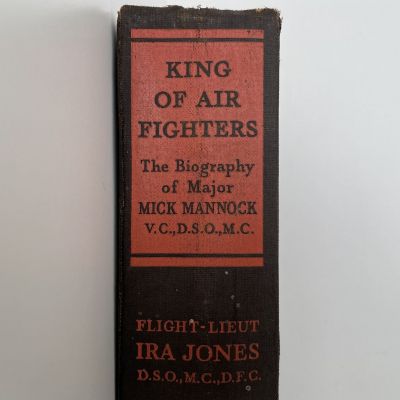 KING
OF AIR
FIGHTERS
The Biography
of Major
MICK MANNOCK
V.C., D.S.O., M.C.
FLIGHT-LIEUT
IRA JONES
D.S.O., M.C., D.F.C.